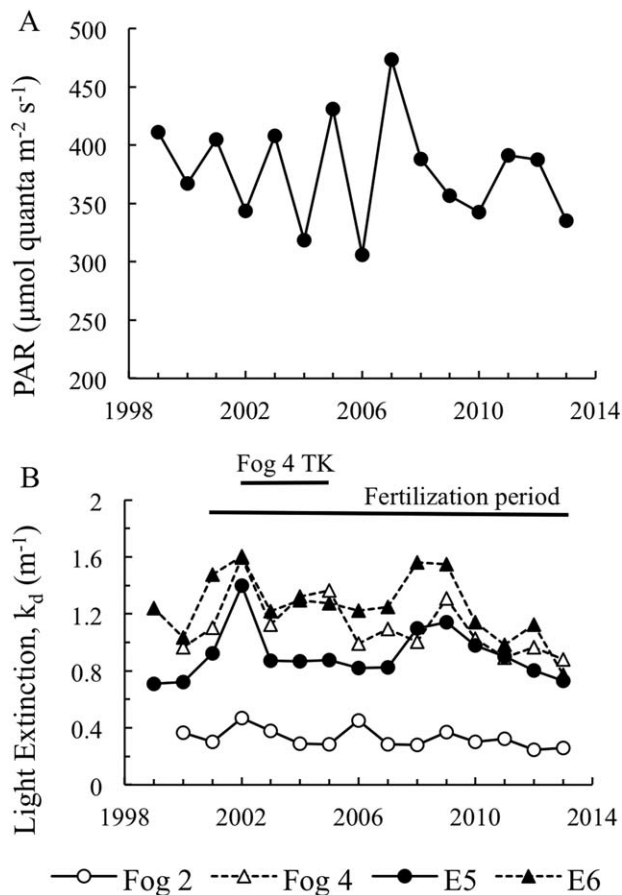 A
500
450
400
350
300
250
200
PAR (µmol quanta m⁻² s⁻¹)
1998 2002 2006 2010 2014
B
Fog 4 TK
Fertilization period
2
1.6
1.2
0.8
0.4
0
Light Extinction, k_d (m⁻¹)
1998 2002 2006 2010 2014
Fog 2 Fog 4 E5 E6